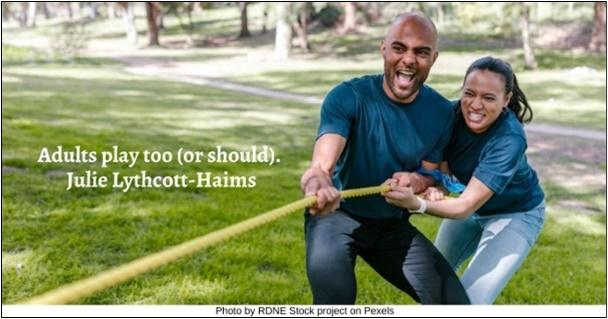 Adults play too (or should).
Julie Lythcott-Haims
Photo by RDNE Stock project on Pexels